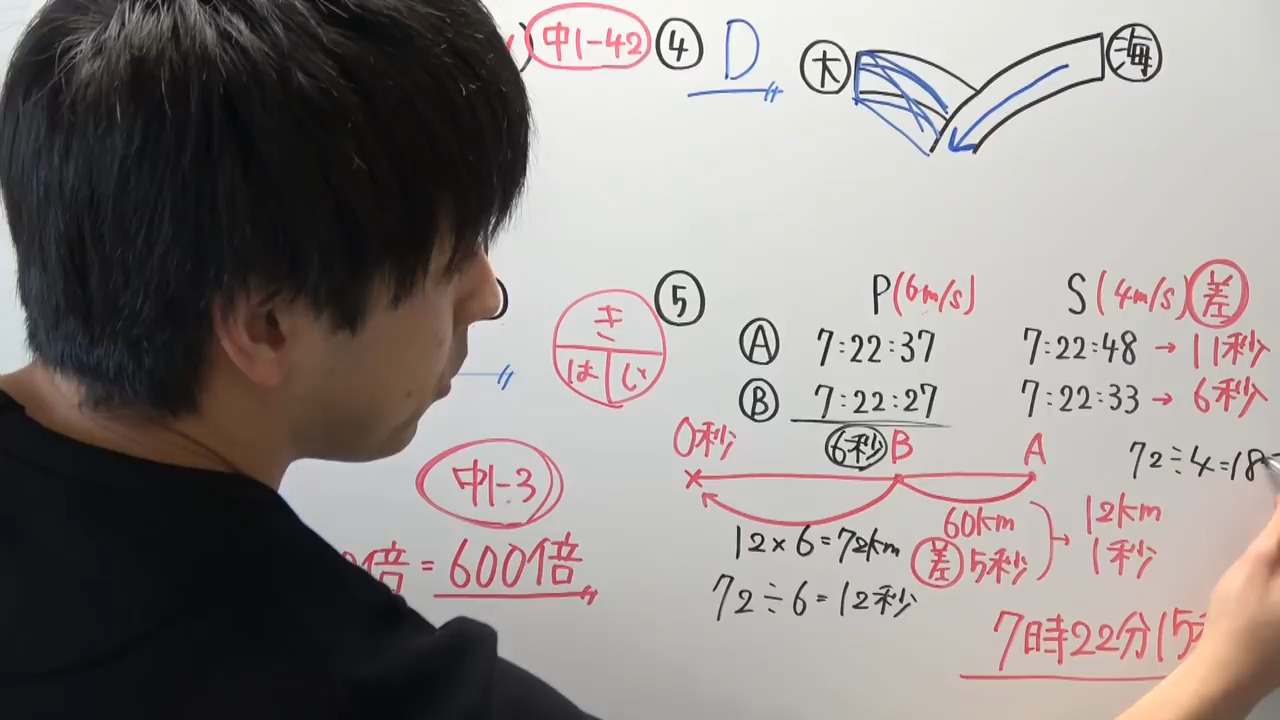 中1-42 ④ D
大 海
⑤ P(6m/s) S(4m/s) 差
き
は じ
A 7:22:37 7:22:48 → 11秒
B 7:22:27 7:22:33 → 6秒
0秒 6秒 B A
72÷4=18
中1-3
12×6=72km
60km
差 5秒
12km
1秒
倍=600倍
72÷6=12秒
7時22分15